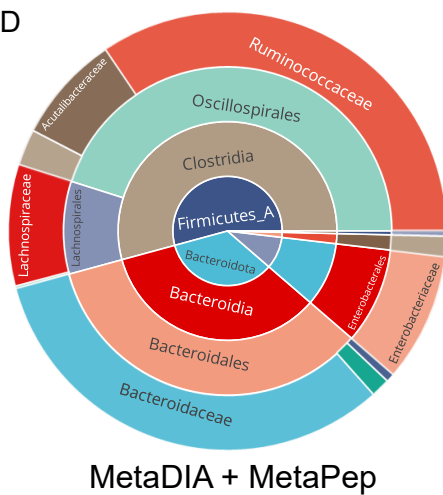 D
Ruminococcaceae
Acutalibacteraceae
Oscillospirales
Clostridia
Firmicutes_A
Lachnospiraceae
Lachnospirales
Bacteroidota
Bacteroidia
Enterobacterales
Enterobacteriaceae
Bacteroidales
Bacteroidaceae
MetaDIA + MetaPep